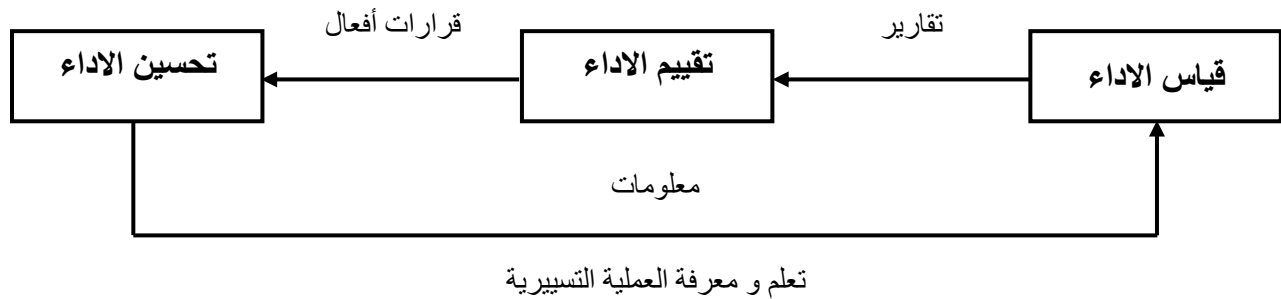 تقارير
قرارات أفعال
قياس الاداء
تقييم الاداء
تحسين الاداء
معلومات
تعلم و معرفة العملية التسييرية